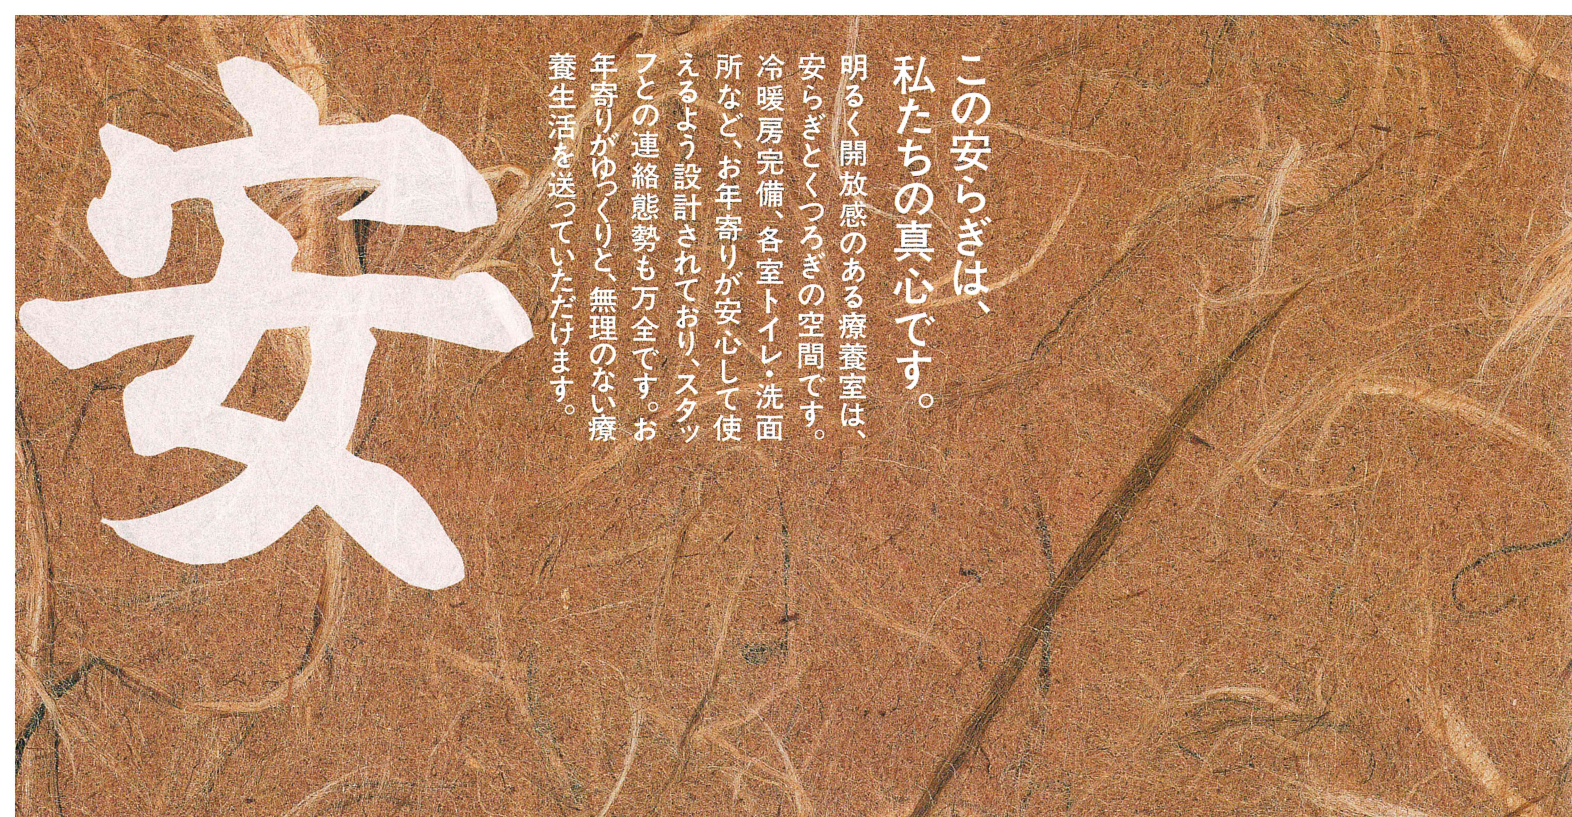 この安らぎは、
私たちの真心です。
明るく開放感のある療養室は、
安らぎとくつろぎの空間です。
冷暖房完備、各室トイレ・洗面
所など、お年寄りが安心して使
えるよう設計されており、スタッ
フとの連絡態勢も万全です。お
年寄りがゆっくりと、無理のない療
養生活を送っていただけます。
安